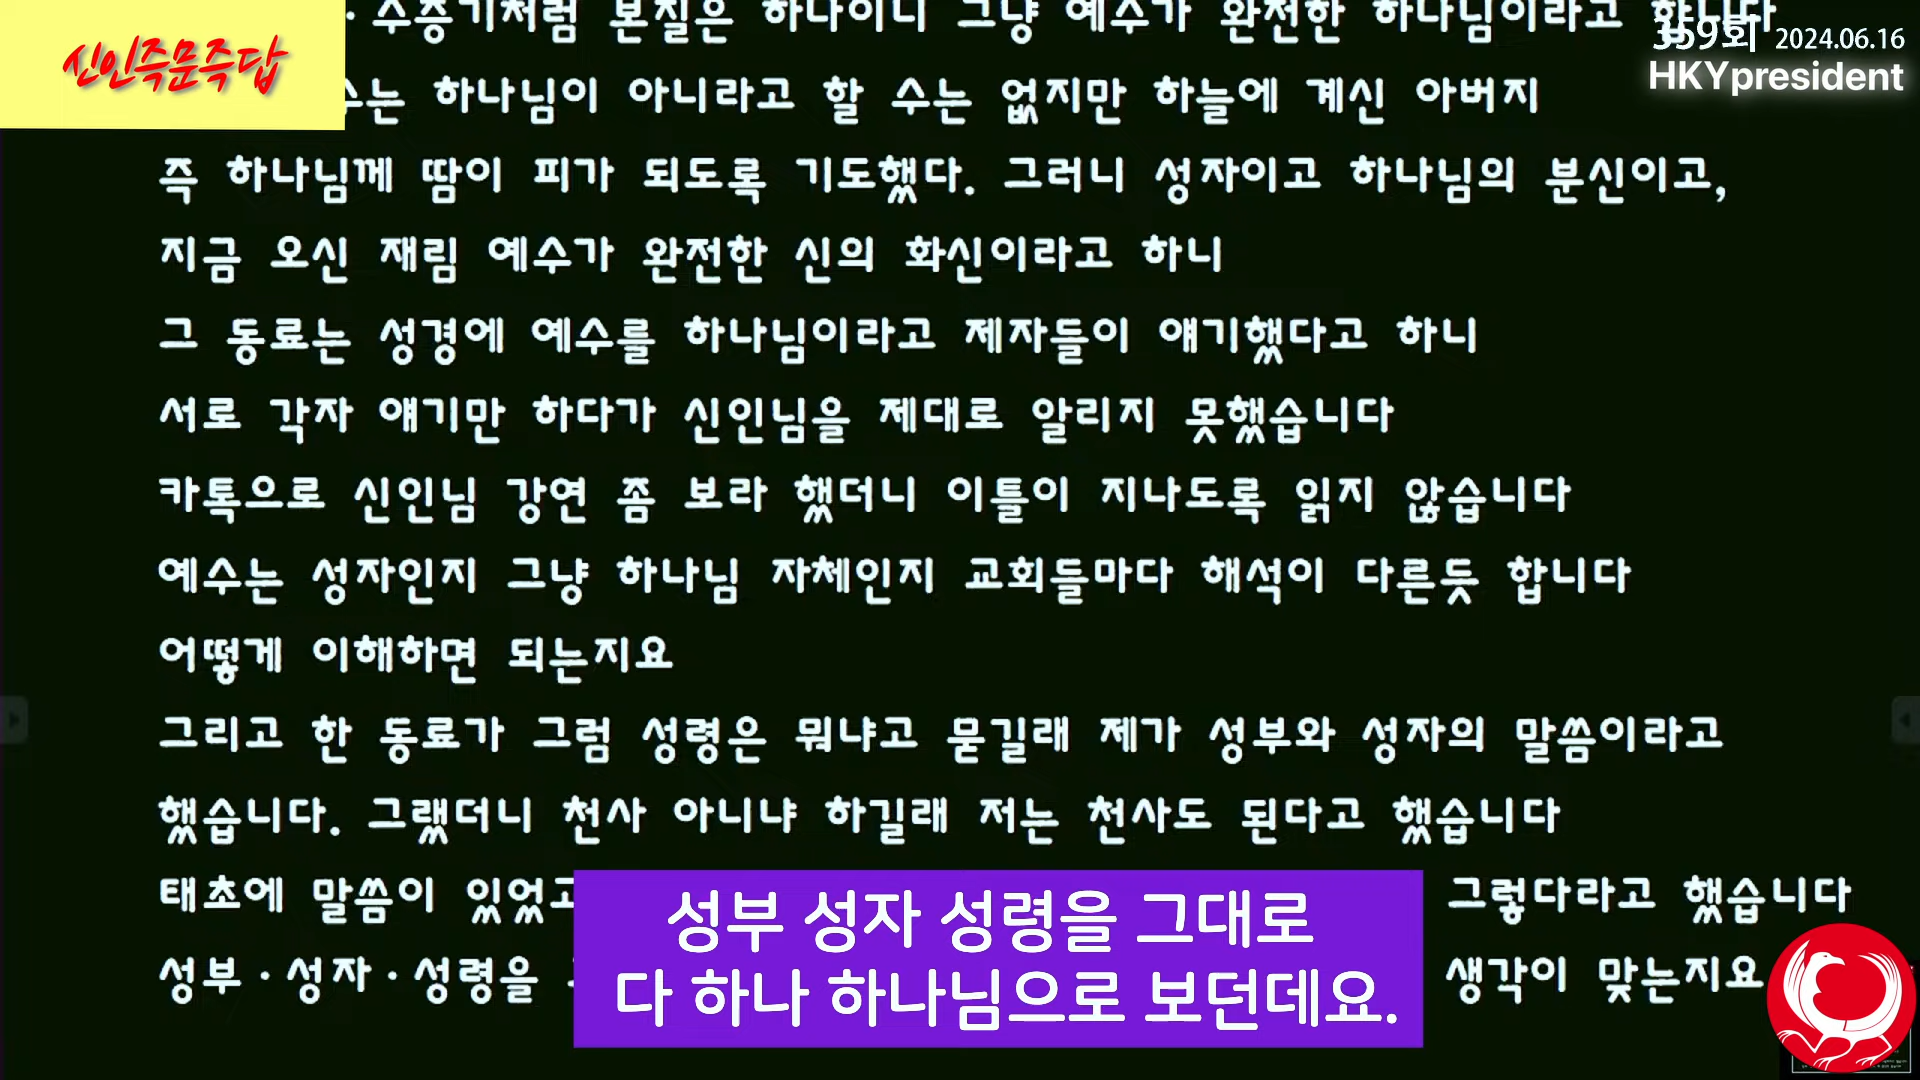 신인즉문즉답
· 수증기처럼 본질은 하나이니 그냥 예수가 완전한 하나님이라고 합니다
359회 2024.06.16
HKYpresident
수는 하나님이 아니라고 할 수는 없지만 하늘에 계신 아버지
즉 하나님께 땀이 피가 되도록 기도했다. 그러니 성자이고 하나님의 분신이고,
지금 오신 재림 예수가 완전한 신의 화신이라고 하니
그 동료는 성경에 예수를 하나님이라고 제자들이 얘기했다고 하니
서로 각자 얘기만 하다가 신인님을 제대로 알리지 못했습니다
카톡으로 신인님 강연 좀 보라 했더니 이틀이 지나도록 읽지 않습니다
예수는 성자인지 그냥 하나님 자체인지 교회들마다 해석이 다른듯 합니다
어떻게 이해하면 되는지요
그리고 한 동료가 그럼 성령은 뭐냐고 묻길래 제가 성부와 성자의 말씀이라고
했습니다. 그랬더니 천사 아니냐 하길래 저는 천사도 된다고 했습니다
태초에 말씀이 있었고 그렇다라고 했습니다
성부·성자·성령을 생각이 맞는지요
성부 성자 성령을 그대로
다 하나 하나님으로 보던데요.